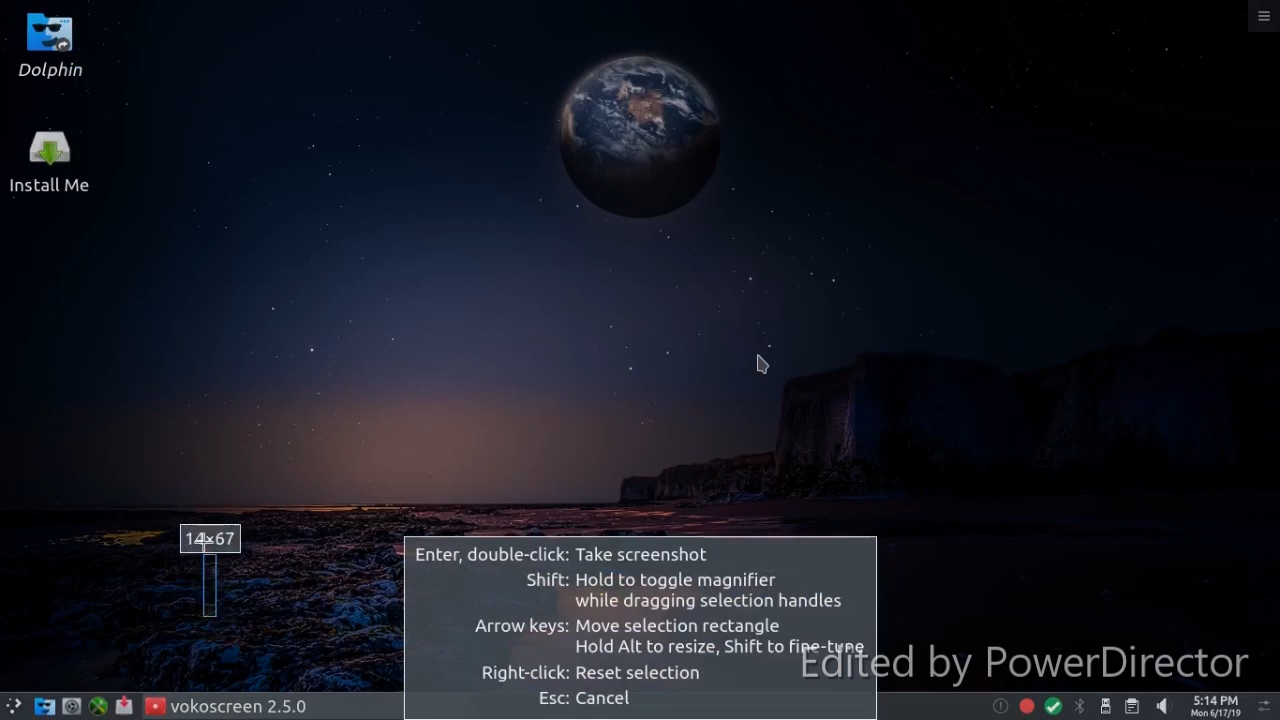 Dolphin
Install Me
14×67
Enter, double-click: Take screenshot
Shift: Hold to toggle magnifier
while dragging selection handles
Arrow keys: Move selection rectangle
Hold Alt to resize, Shift to fine-tune
Right-click: Reset selection
Esc: Cancel
Edited by PowerDirector
vokoscreen 2.5.0
5:14 PM
Mon 6/17/19